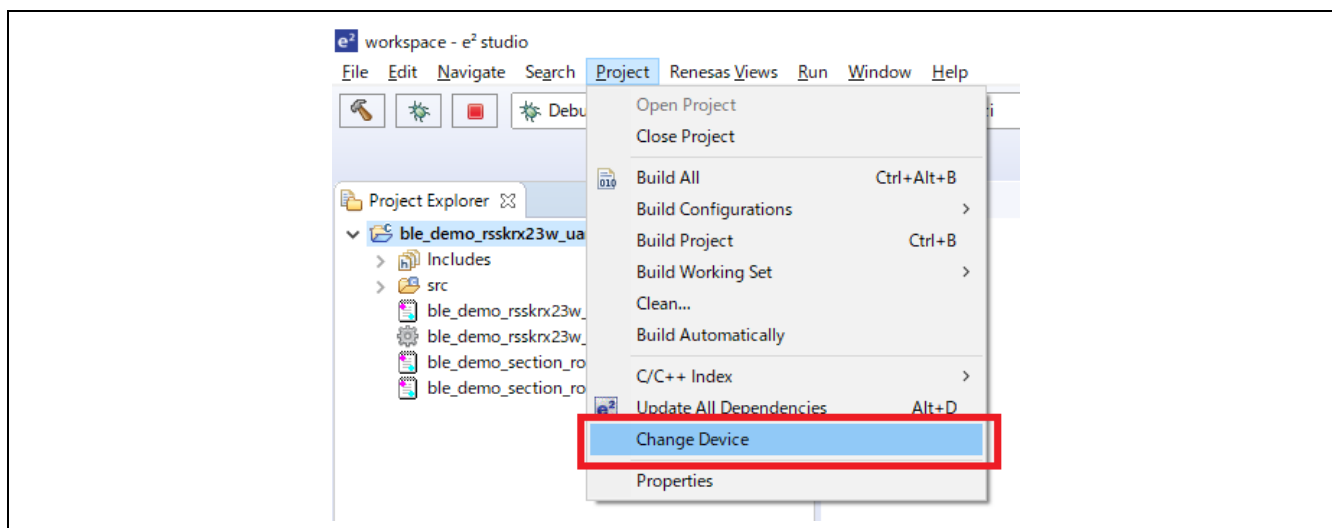 e² workspace - e² studio
File Edit Navigate Search Project Renesas Views Run Window Help
Debu
Open Project
Close Project
010 Build All Ctrl+Alt+B
Build Configurations >
Build Project Ctrl+B
Build Working Set >
Clean...
Build Automatically
C/C++ Index >
e² Update All Dependencies Alt+D
Change Device
Properties
Project Explorer
ble_demo_rsskrx23w_ua
Includes
src
ble_demo_rsskrx23w_
ble_demo_rsskrx23w_
ble_demo_section_ro
ble_demo_section_ro